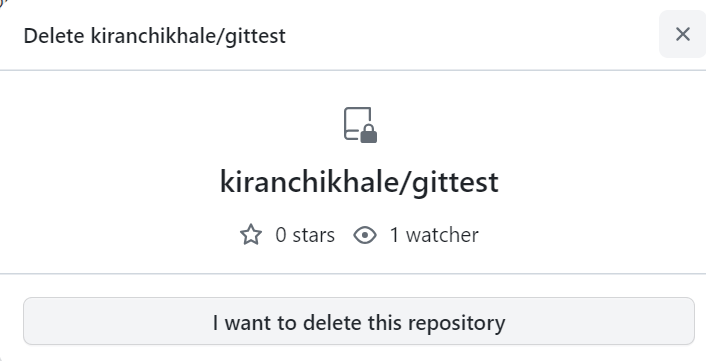 Delete kiranchikhale/gittest
kiranchikhale/gittest
0 stars 1 watcher
I want to delete this repository